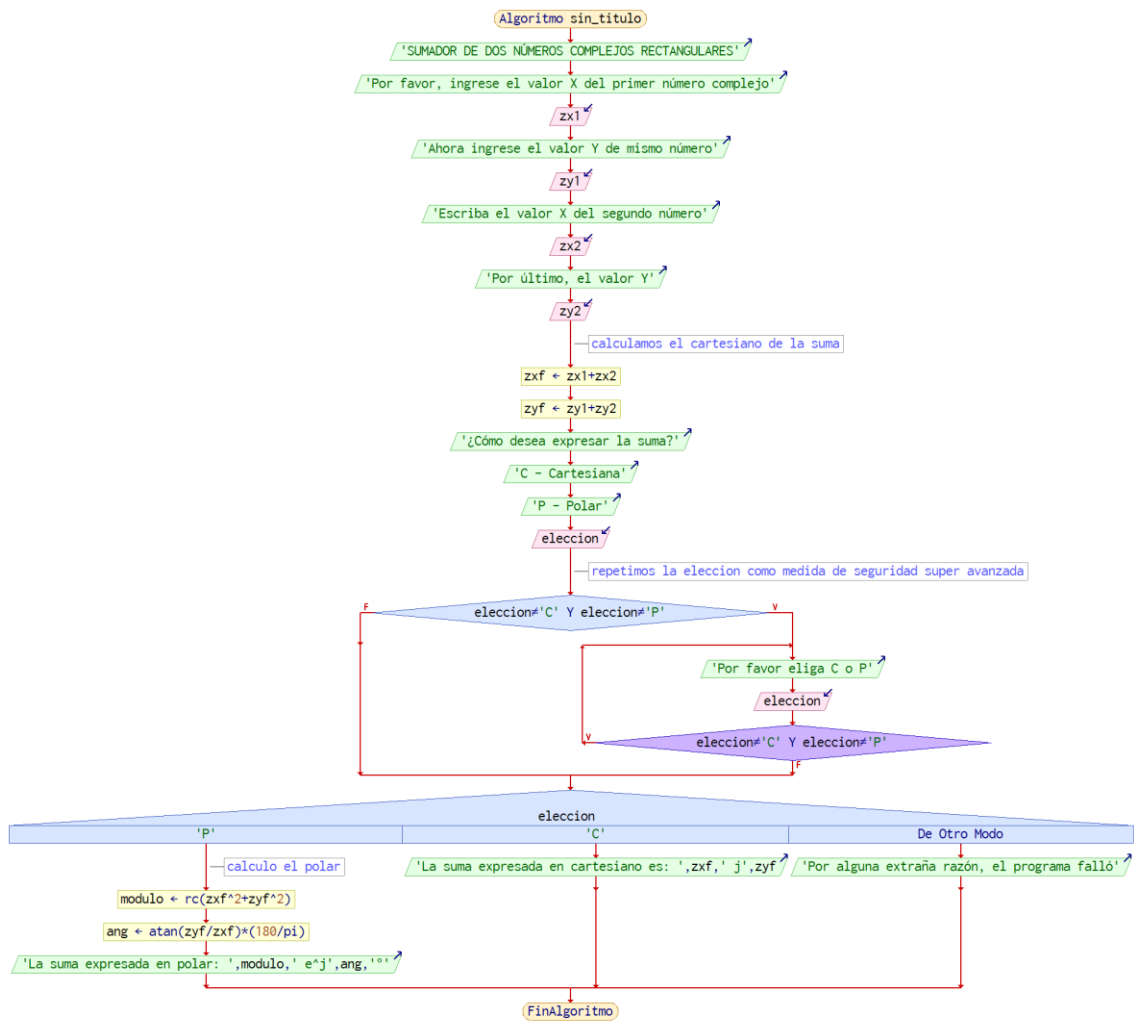 Algoritmo sin_titulo
'SUMADOR DE DOS NÚMEROS COMPLEJOS RECTANGULARES'
'Por favor, ingrese el valor X del primer número complejo'
zx1
'Ahora ingrese el valor Y de mismo número'
zy1
'Escriba el valor X del segundo número'
zx2
'Por último, el valor Y'
zy2
calculamos el cartesiano de la suma
zxf ← zx1+zx2
zyf ← zy1+zy2
'¿Cómo desea expresar la suma?'
'C - Cartesiana'
'P - Polar'
eleccion
repetimos la eleccion como medida de seguridad super avanzada
F
eleccion≠'C' Y eleccion≠'P'
V
'Por favor eliga C o P'
eleccion
V
eleccion≠'C' Y eleccion≠'P'
F
eleccion
'P'
'C'
De Otro Modo
calculo el polar
'La suma expresada en cartesiano es: ',zxf,' j',zyf
'Por alguna extraña razón, el programa falló'
modulo ← rc(zxf^2+zyf^2)
ang ← atan(zyf/zxf)*(180/pi)
'La suma expresada en polar: ',modulo,' e^j',ang,'°'
FinAlgoritmo